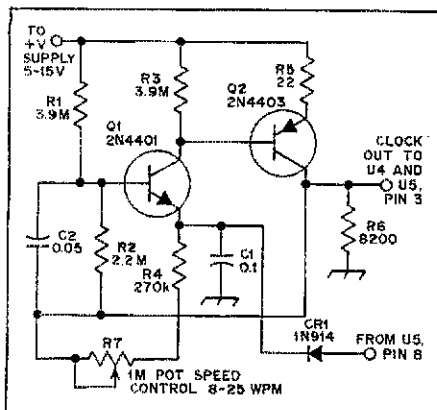 TO
+V
SUPPLY
5-15V
R1
3.9M
R3
3.9M
Q1
2N4401
Q2
2N4403
R5
22
CLOCK
OUT TO
U4 AND
U5,
PIN 3
C2
0.05
R2
2.2M
R4
270k
C1
0.1
R6
8200
CR1
1N914
FROM U5,
PIN 8
R7
1M POT SPEED
CONTROL 8-25 WPM